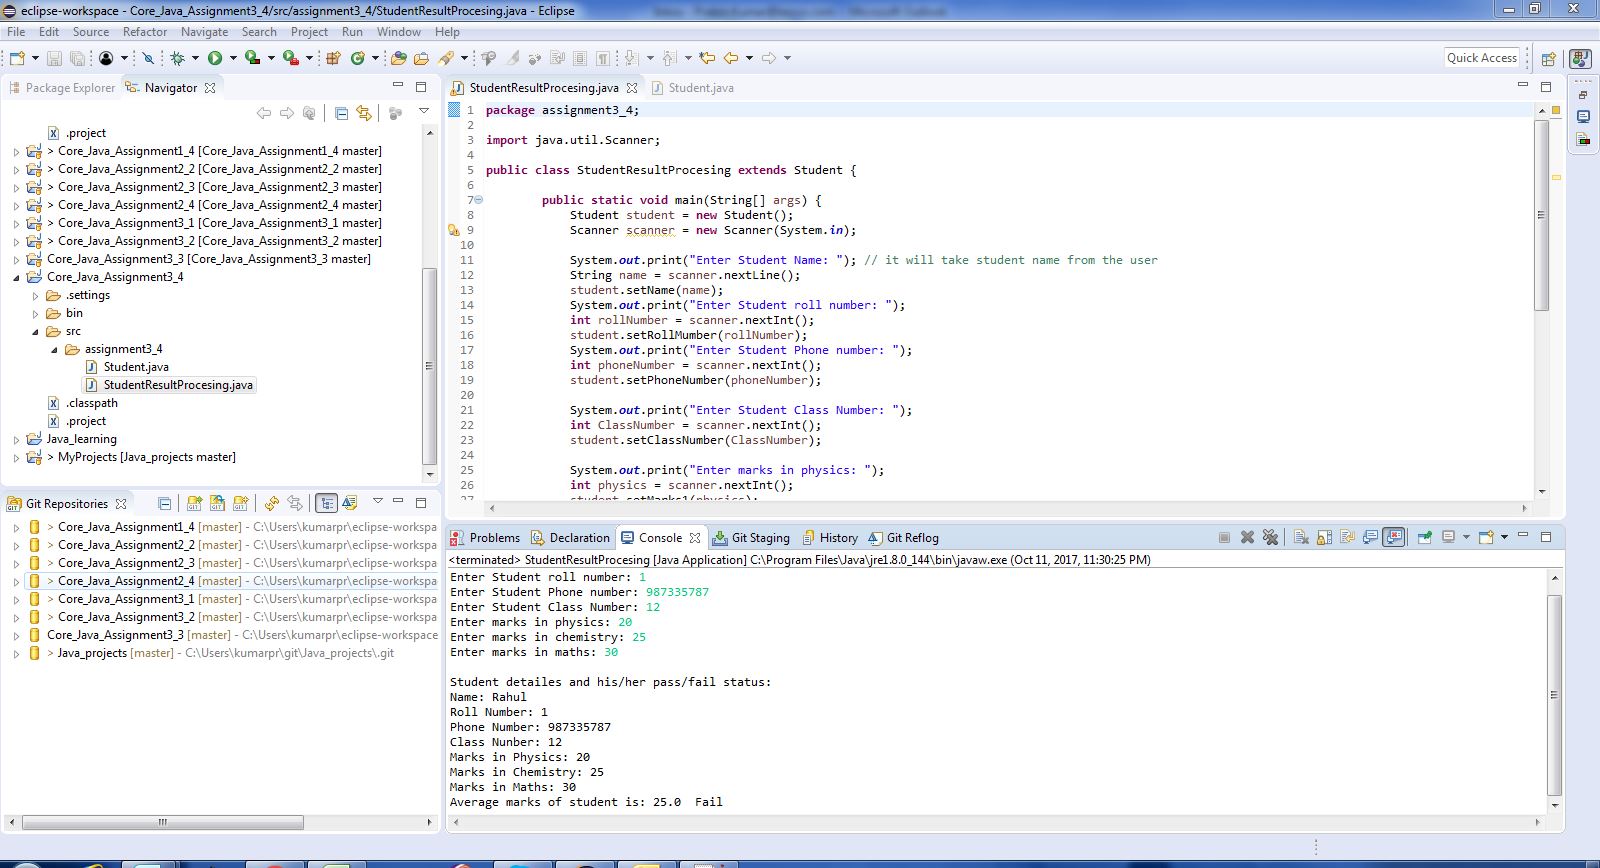 eclipse-workspace - Core_Java_Assignment3_4/src/assignment3_4/StudentResultProcesing.java - Eclipse
File Edit Source Refactor Navigate Search Project Run Window Help
Quick Access
Package Explorer Navigator
.project
> Core_Java_Assignment1_4 [Core_Java_Assignment1_4 master]
> Core_Java_Assignment2_2 [Core_Java_Assignment2_2 master]
> Core_Java_Assignment2_3 [Core_Java_Assignment2_3 master]
> Core_Java_Assignment2_4 [Core_Java_Assignment2_4 master]
> Core_Java_Assignment3_1 [Core_Java_Assignment3_1 master]
> Core_Java_Assignment3_2 [Core_Java_Assignment3_2 master]
Core_Java_Assignment3_3 [Core_Java_Assignment3_3 master]
Core_Java_Assignment3_4
.settings
bin
src
assignment3_4
Student.java
StudentResultProcesing.java
.classpath
.project
Java_learning
> MyProjects [Java_projects master]
Git Repositories
> Core_Java_Assignment1_4 [master] - C:\Users\kumarpr\eclipse-workspa
> Core_Java_Assignment2_2 [master] - C:\Users\kumarpr\eclipse-workspa
> Core_Java_Assignment2_3 [master] - C:\Users\kumarpr\eclipse-workspa
> Core_Java_Assignment2_4 [master] - C:\Users\kumarpr\eclipse-workspa
> Core_Java_Assignment3_1 [master] - C:\Users\kumarpr\eclipse-workspa
> Core_Java_Assignment3_2 [master] - C:\Users\kumarpr\eclipse-workspa
Core_Java_Assignment3_3 [master] - C:\Users\kumarpr\eclipse-workspace
> Java_projects [master] - C:\Users\kumarpr\git\Java_projects\.git
StudentResultProcesing.java Student.java
1 package assignment3_4;
2
3 import java.util.Scanner;
4
5 public class StudentResultProcesing extends Student {
6
7 public static void main(String[] args) {
8 Student student = new Student();
9 Scanner scanner = new Scanner(System.in);
10
11 System.out.print("Enter Student Name: "); // it will take student name from the user
12 String name = scanner.nextLine();
13 student.setName(name);
14 System.out.print("Enter Student roll number: ");
15 int rollNumber = scanner.nextInt();
16 student.setRollMumber(rollNumber);
17 System.out.print("Enter Student Phone number: ");
18 int phoneNumber = scanner.nextInt();
19 student.setPhoneNumber(phoneNumber);
20
21 System.out.print("Enter Student Class Number: ");
22 int ClassNumber = scanner.nextInt();
23 student.setClassNumber(ClassNumber);
24
25 System.out.print("Enter marks in physics: ");
26 int physics = scanner.nextInt();
27 student.setMarks1(physics);
Problems Declaration Console Git Staging History Git Reflog
<terminated> StudentResultProcesing [Java Application] C:\Program Files\Java\jre1.8.0_144\bin\javaw.exe (Oct 11, 2017, 11:30:25 PM)
Enter Student roll number: 1
Enter Student Phone number: 987335787
Enter Student Class Number: 12
Enter marks in physics: 20
Enter marks in chemistry: 25
Enter marks in maths: 30
Student detailes and his/her pass/fail status:
Name: Rahul
Roll Number: 1
Phone Number: 987335787
Class Nunber: 12
Marks in Physics: 20
Marks in Chemistry: 25
Marks in Maths: 30
Average marks of student is: 25.0 Fail